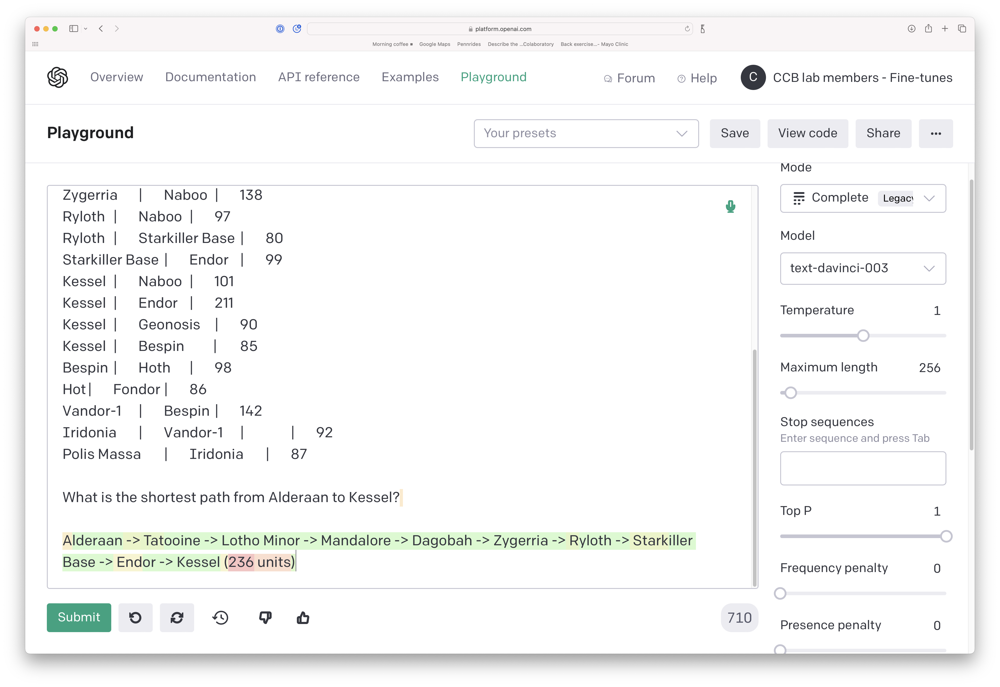 platform.openai.com
Morning coffee
Google Maps
Pennrides
Describe the ...Colaboratory
Back exercise...- Mayo Clinic
Overview
Documentation
API reference
Examples
Playground
Forum
Help
C
CCB lab members - Fine-tunes
Playground
Your presets
Save
View code
Share
...
Zygerria | Naboo | 138
Ryloth | Naboo | 97
Ryloth | Starkiller Base | 80
Starkiller Base | Endor | 99
Kessel | Naboo | 101
Kessel | Endor | 211
Kessel | Geonosis | 90
Kessel | Bespin | 85
Bespin | Hoth | 98
Hot| Fondor | 86
Vandor-1 | Bespin | 142
Iridonia | Vandor-1 | | 92
Polis Massa | Iridonia | 87
What is the shortest path from Alderaan to Kessel?
Alderaan -> Tatooine -> Lotho Minor -> Mandalore -> Dagobah -> Zygerria -> Ryloth -> Starkiller
Base -> Endor -> Kessel (236 units)
Submit
710
Mode
Complete
Legacy
Model
text-davinci-003
Temperature 1
Maximum length 256
Stop sequences
Enter sequence and press Tab
Top P 1
Frequency penalty 0
Presence penalty 0